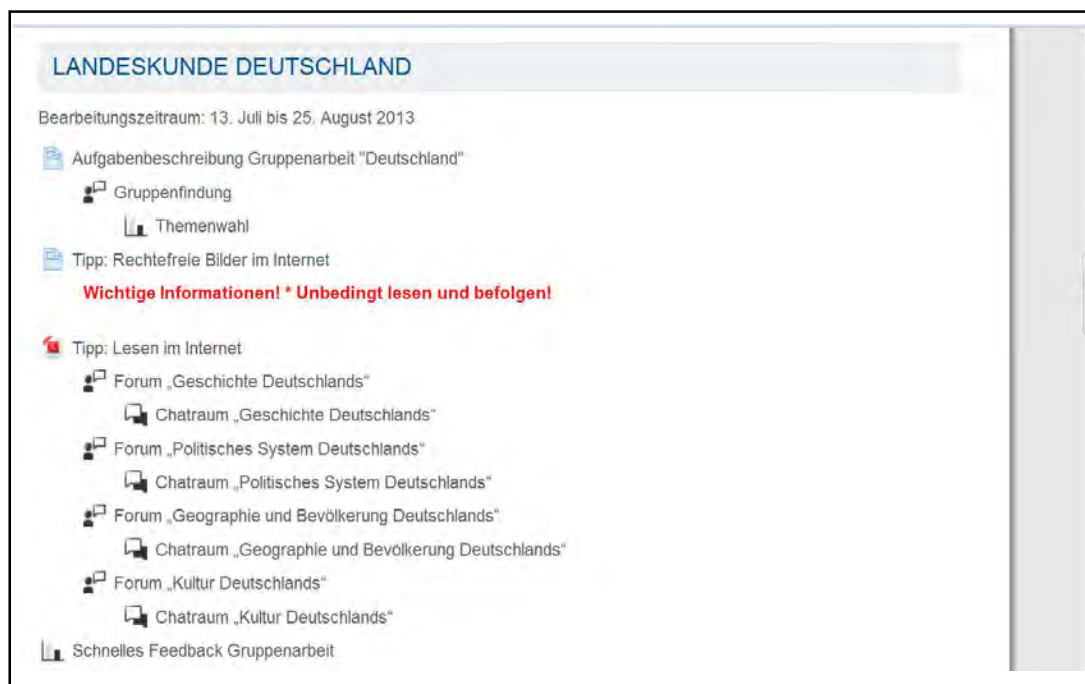 LANDESKUNDE DEUTSCHLAND
Bearbeitungszeitraum: 13. Juli bis 25. August 2013
Aufgabenbeschreibung Gruppenarbeit "Deutschland"
Gruppenfindung
Themenwahl
Tipp: Rechtefreie Bilder im Internet
Wichtige Informationen! * Unbedingt lesen und befolgen!
Tipp: Lesen im Internet
Forum „Geschichte Deutschlands“
Chatraum „Geschichte Deutschlands“
Forum „Politisches System Deutschlands“
Chatraum „Politisches System Deutschlands“
Forum „Geographie und Bevölkerung Deutschlands“
Chatraum „Geographie und Bevölkerung Deutschlands“
Forum „Kultur Deutschlands“
Chatraum „Kultur Deutschlands“
Schnelles Feedback Gruppenarbeit